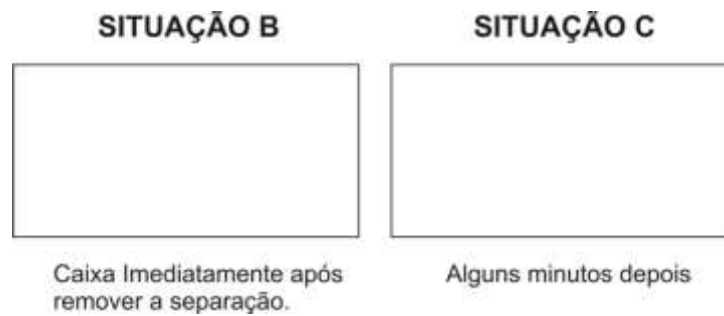 SITUAÇÃO B
SITUAÇÃO C
Caixa Imediatamente após
remover a separação.
Alguns minutos depois